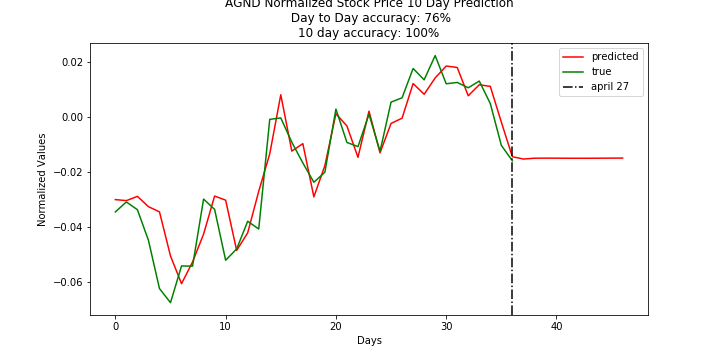 AGND Normalized Stock Price 10 Day Prediction
Day to Day accuracy: 76%
10 day accuracy: 100%
predicted
true
april 27
Normalized Values
0.02
0.00
−0.02
−0.04
−0.06
0
10
20
30
40
Days